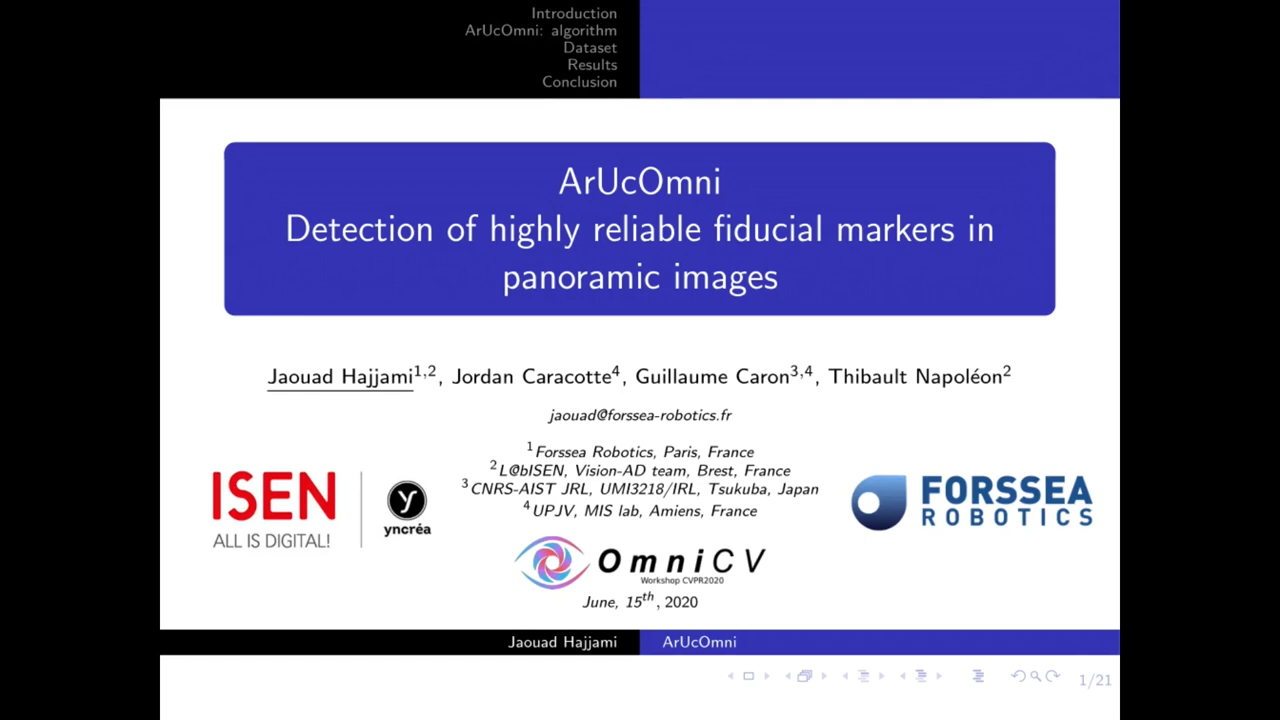 Introduction
ArUcOmni: algorithm
Dataset
Results
Conclusion
ArUcOmni
Detection of highly reliable fiducial markers in
panoramic images
Jaouad Hajjami1,2, Jordan Caracotte4, Guillaume Caron3,4, Thibault Napoléon2
jaouad@forssea-robotics.fr
1 Forssea Robotics, Paris, France
2 L@bISEN, Vision-AD team, Brest, France
3 CNRS-AIST JRL, UMI3218/IRL, Tsukuba, Japan
4 UPJV, MIS lab, Amiens, France
ISEN
ALL IS DIGITAL!
yncréa
FORSSEA
ROBOTICS
OmniCV
Workshop CVPR2020
June, 15th, 2020
Jaouad Hajjami
ArUcOmni
1/21